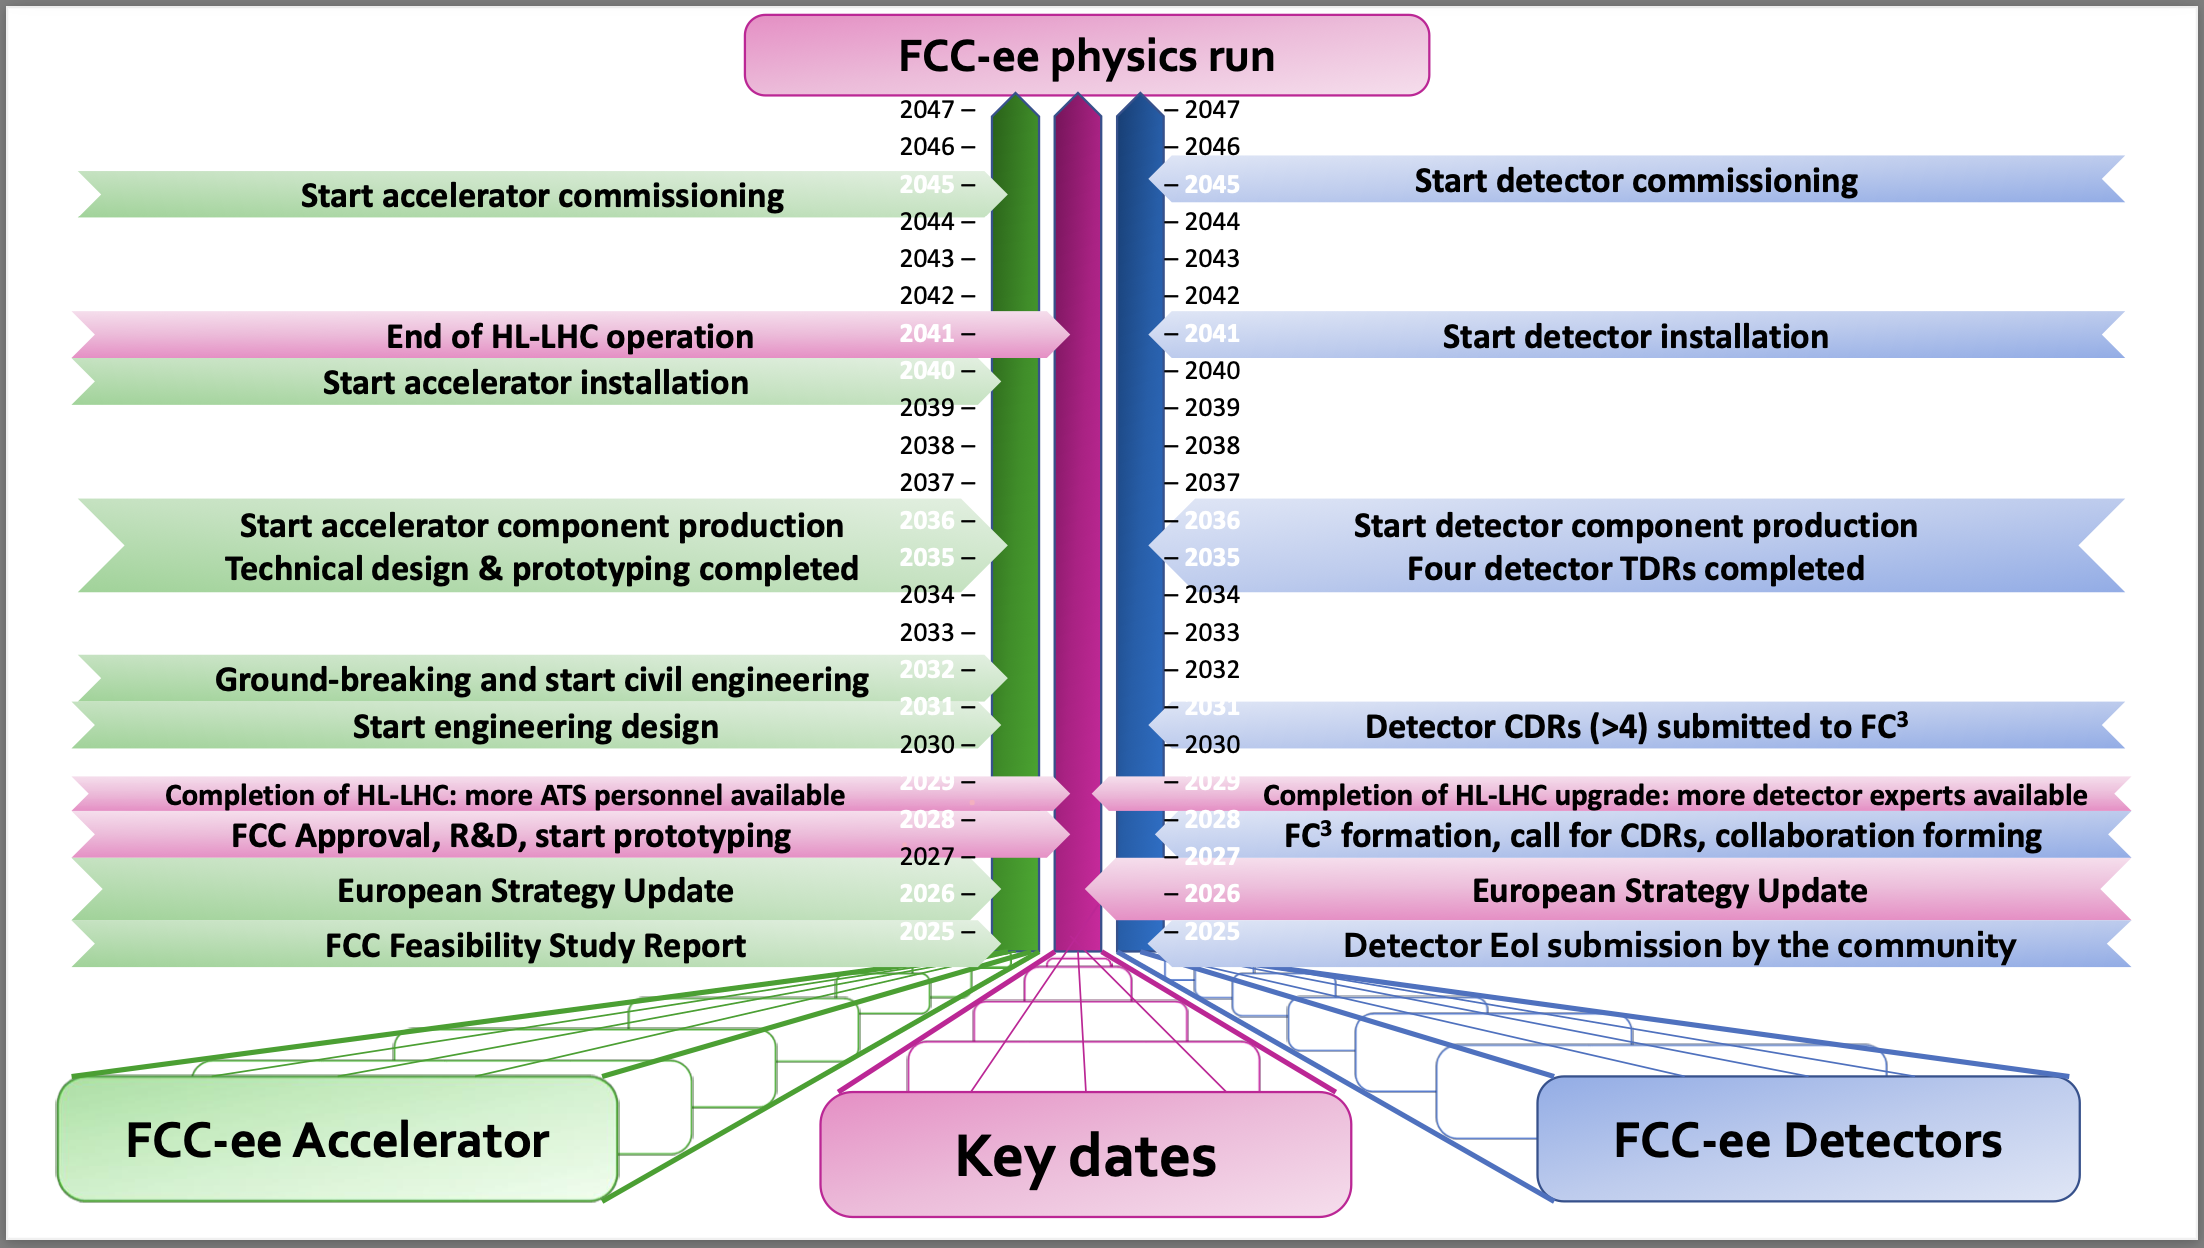 FCC-ee physics run
2047 2047
2046 2046
Start accelerator commissioning 2045 2045 Start detector commissioning
2044 2044
2043 2043
2042 2042
End of HL-LHC operation 2041 2041 Start detector installation
Start accelerator installation 2040 2040
2039 2039
2038 2038
2037 2037
Start accelerator component production 2036 2036 Start detector component production
Technical design & prototyping completed 2035 2035 Four detector TDRs completed
2034 2034
2033 2033
Ground-breaking and start civil engineering 2032 2032
Start engineering design 2031 2031 Detector CDRs (>4) submitted to FC³
2030 2030
Completion of HL-LHC: more ATS personnel available 2029 2029 Completion of HL-LHC upgrade: more detector experts available
FCC Approval, R&D, start prototyping 2028 2028 FC³ formation, call for CDRs, collaboration forming
2027 2027
European Strategy Update 2026 2026 European Strategy Update
FCC Feasibility Study Report 2025 2025 Detector EoI submission by the community
FCC-ee Accelerator
Key dates
FCC-ee Detectors